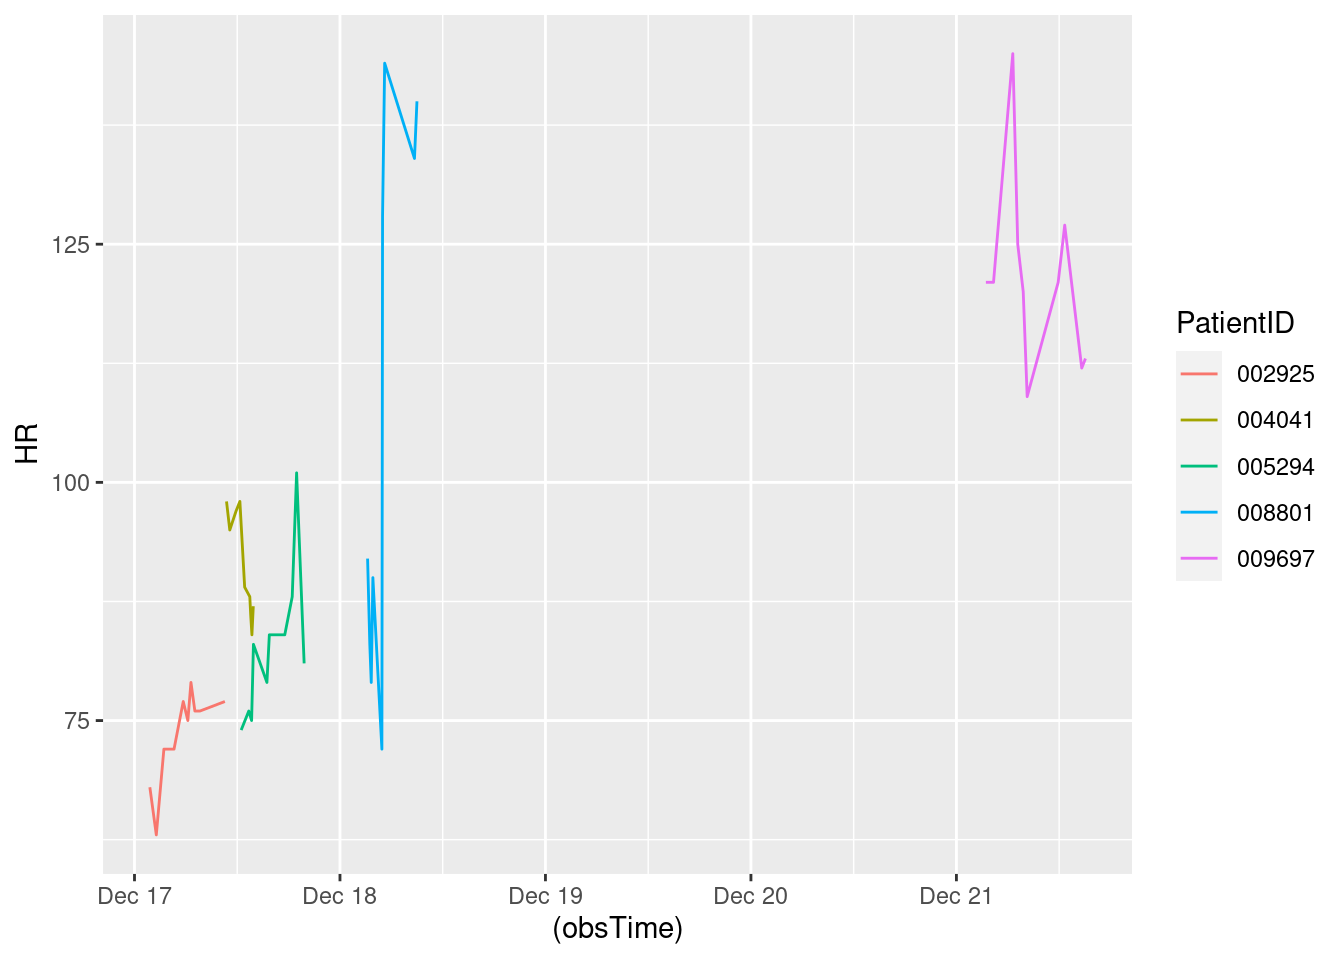 HR
125
100
75
Dec 17
Dec 18
Dec 19
Dec 20
Dec 21
(obsTime)
PatientID
002925
004041
005294
008801
009697